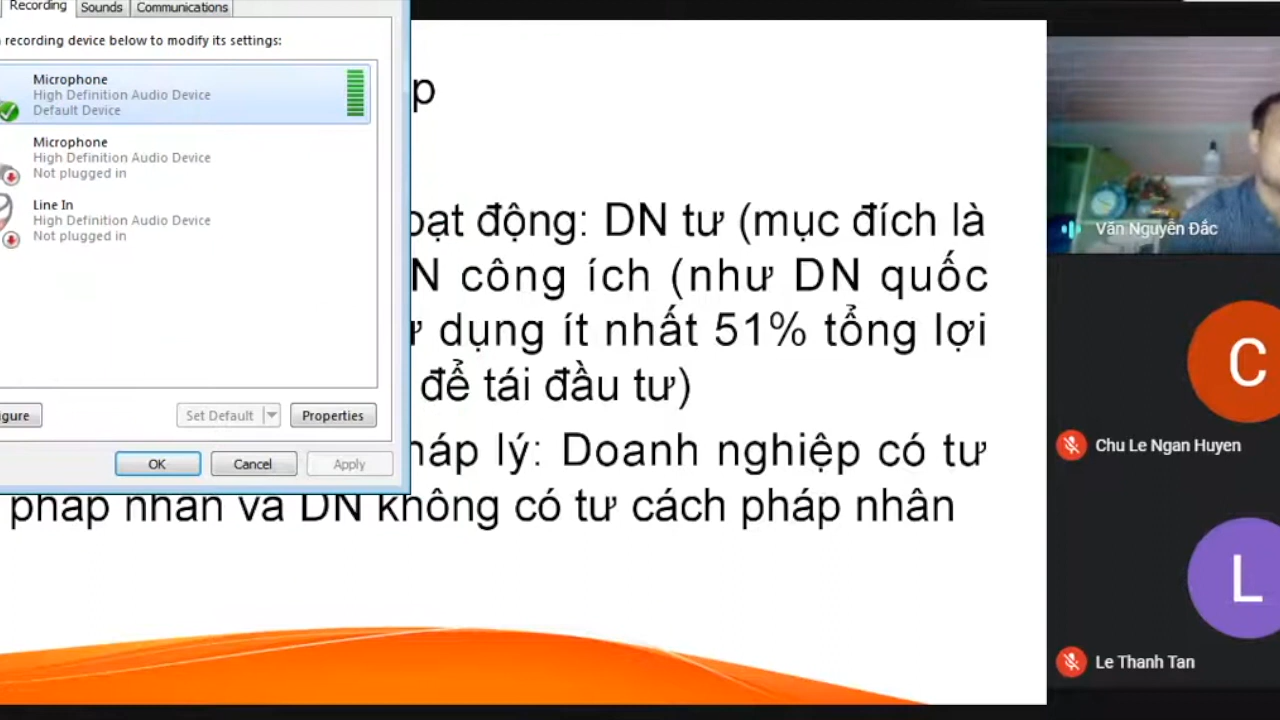 Recording
Sounds
Communications
recording device below to modify its settings:
Microphone
High Definition Audio Device
Default Device
Microphone
High Definition Audio Device
Not plugged in
Line In
High Definition Audio Device
Not plugged in
Set Default
Properties
OK
Cancel
Apply
động: DN tư (mục đích là
công ích (như DN quốc
dụng ít nhất 51% tổng lợi
để tái đầu tư)
lý: Doanh nghiệp có tư
pháp nhân và DN không có tư cách pháp nhân
Văn Nguyễn Đắc
C
Chu Le Ngan Huyen
L
Le Thanh Tan